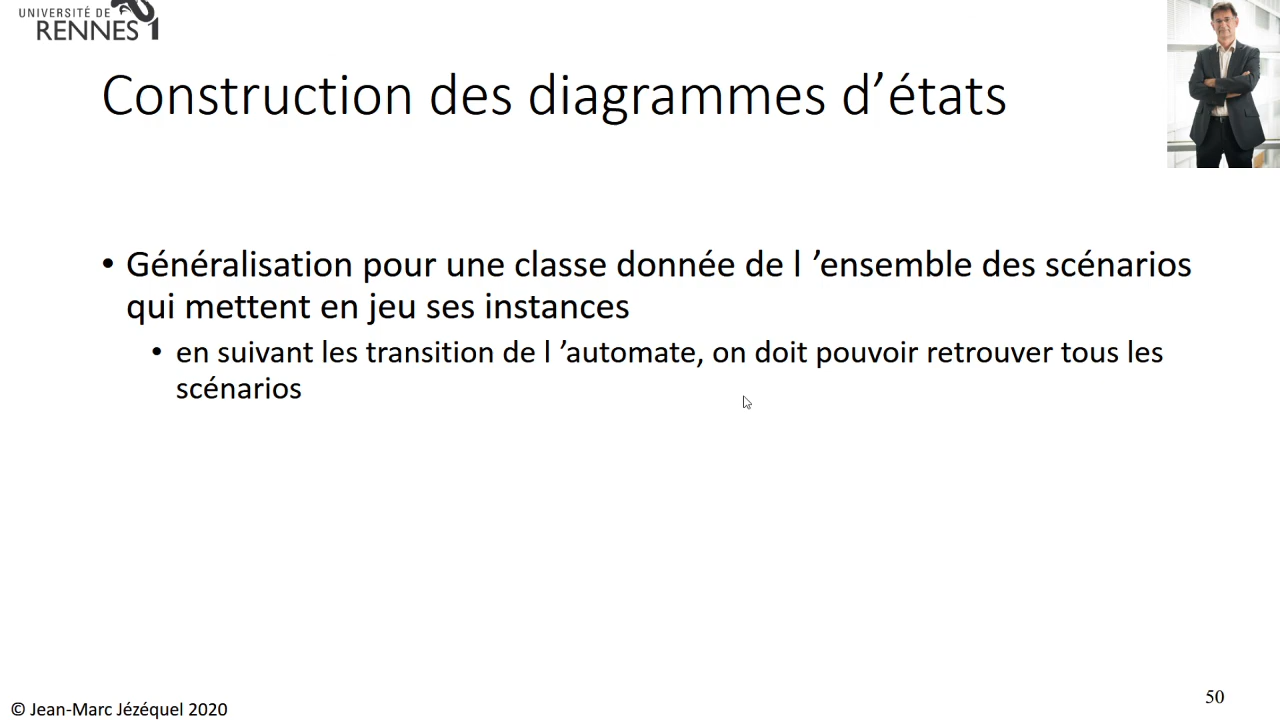 UNIVERSITÉ DE
RENNES 1
Construction des diagrammes d’états
• Généralisation pour une classe donnée de l ’ensemble des scénarios
qui mettent en jeu ses instances
• en suivant les transition de l ’automate, on doit pouvoir retrouver tous les
scénarios
© Jean-Marc Jézéquel 2020
50